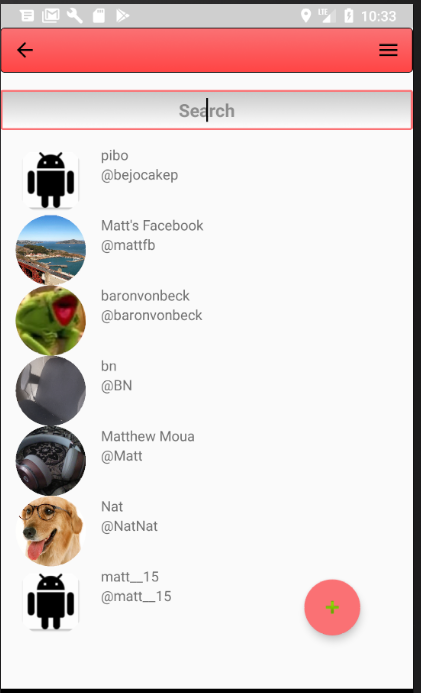 LTE 10:33
Search
pibo
@bejocakep
Matt's Facebook
@mattfb
baronvonbeck
@baronvonbeck
bn
@BN
Matthew Moua
@Matt
Nat
@NatNat
matt__15
@matt__15